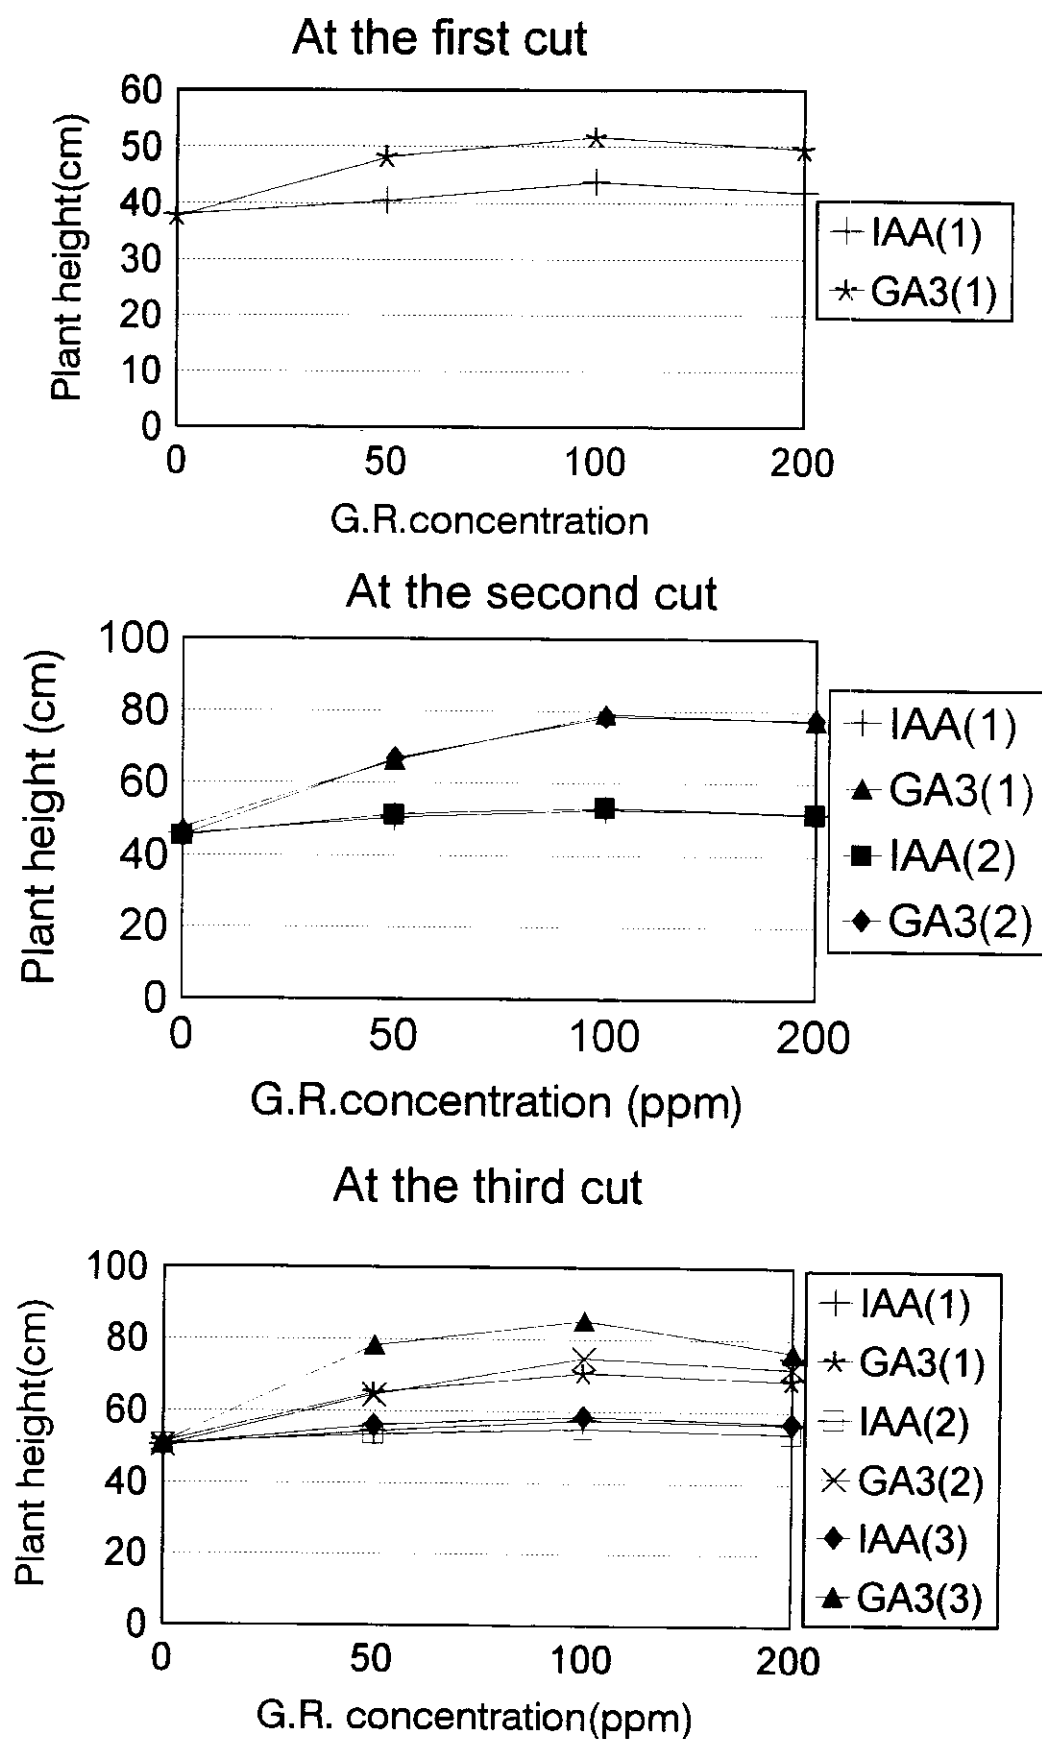 At the first cut
Plant height(cm)
60
50
40
30
20
10
0
0 50 100 200
G.R.concentration
IAA(1)
GA3(1)
At the second cut
Plant height (cm)
100
80
60
40
20
0
0 50 100 200
G.R.concentration (ppm)
IAA(1)
GA3(1)
IAA(2)
GA3(2)
At the third cut
Plant height(cm)
100
80
60
40
20
0
0 50 100 200
G.R. concentration(ppm)
IAA(1)
GA3(1)
IAA(2)
GA3(2)
IAA(3)
GA3(3)